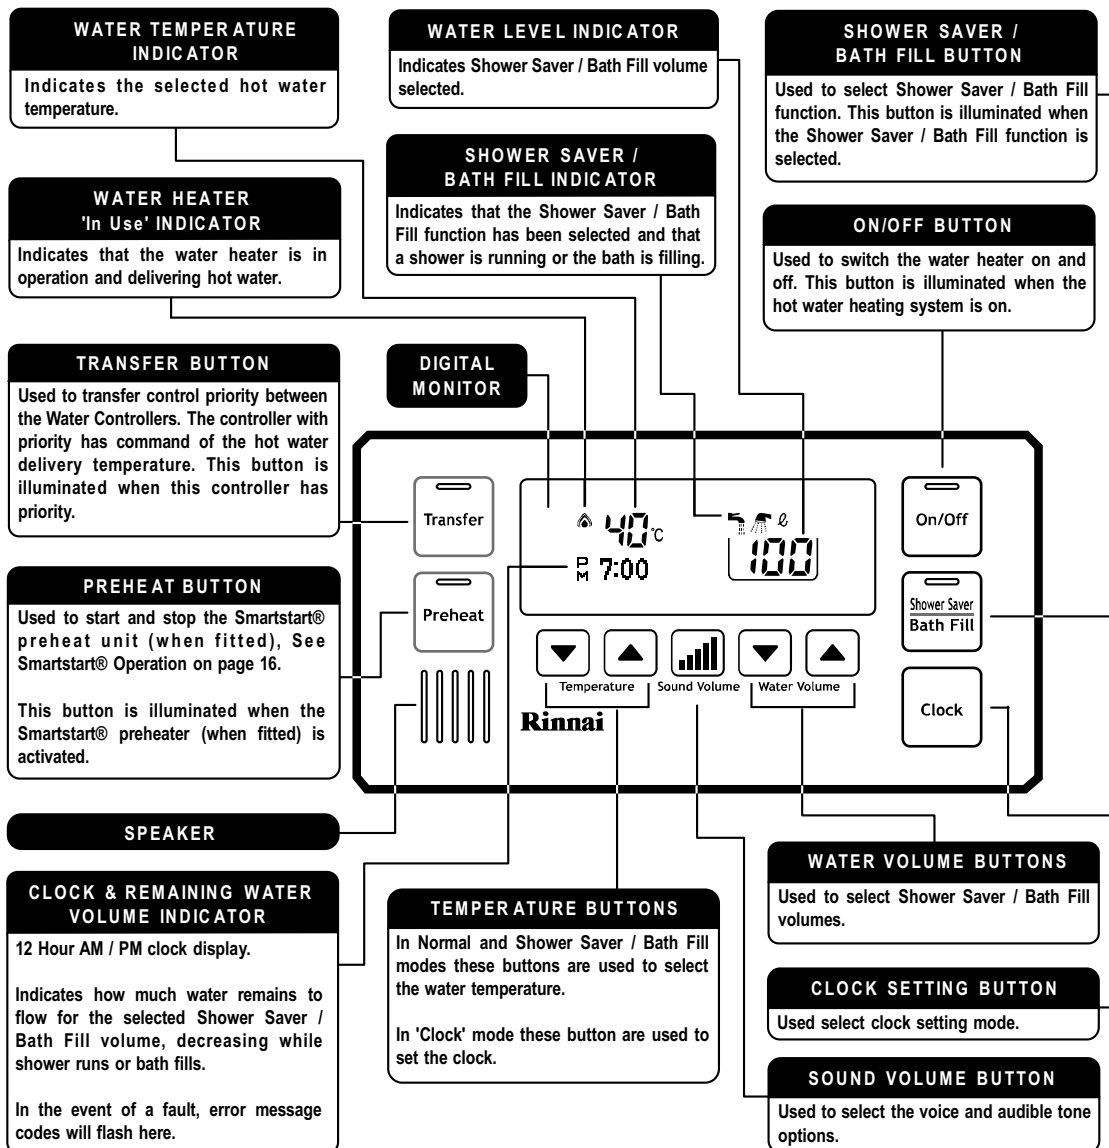 WATER TEMPERATURE
INDICATOR
Indicates the selected hot water
temperature.
WATER HEATER
'In Use' INDICATOR
Indicates that the water heater is in
operation and delivering hot water.
TRANSFER BUTTON
Used to transfer control priority between
the Water Controllers. The controller with
priority has command of the hot water
delivery temperature. This button is
illuminated when this controller has
priority.
PREHEAT BUTTON
Used to start and stop the Smartstart®
preheat unit (when fitted), See
Smartstart® Operation on page 16.
This button is illuminated when the
Smartstart® preheater (when fitted) is
activated.
SPEAKER
CLOCK & REMAINING WATER
VOLUME INDICATOR
12 Hour AM / PM clock display.
Indicates how much water remains to
flow for the selected Shower Saver /
Bath Fill volume, decreasing while
shower runs or bath fills.
In the event of a fault, error message
codes will flash here.
WATER LEVEL INDICATOR
Indicates Shower Saver / Bath Fill volume
selected.
SHOWER SAVER /
BATH FILL INDICATOR
Indicates that the Shower Saver / Bath
Fill function has been selected and that
a shower is running or the bath is filling.
DIGITAL
MONITOR
SHOWER SAVER /
BATH FILL BUTTON
Used to select Shower Saver / Bath Fill
function. This button is illuminated when
the Shower Saver / Bath Fill function is
selected.
ON/OFF BUTTON
Used to switch the water heater on and
off. This button is illuminated when the
hot water heating system is on.
Transfer
Preheat
40°C
PM 7:00
ℓ
100
On/Off
Shower Saver
Bath Fill
Clock
Temperature Sound Volume Water Volume
Rinnai
TEMPERATURE BUTTONS
In Normal and Shower Saver / Bath Fill
modes these buttons are used to select
the water temperature.
In 'Clock' mode these button are used to
set the clock.
WATER VOLUME BUTTONS
Used to select Shower Saver / Bath Fill
volumes.
CLOCK SETTING BUTTON
Used select clock setting mode.
SOUND VOLUME BUTTON
Used to select the voice and audible tone
options.